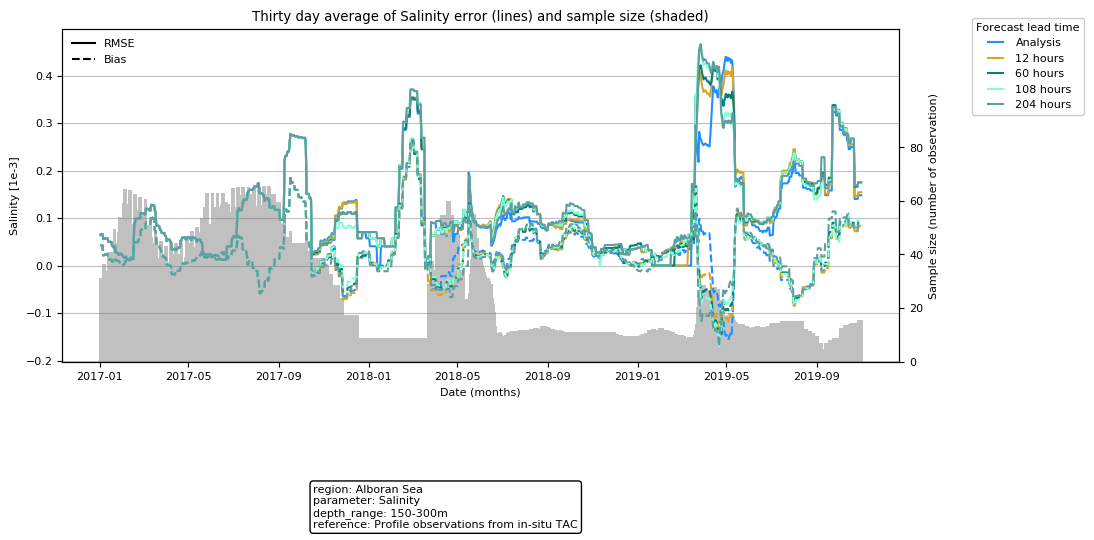 Thirty day average of Salinity error (lines) and sample size (shaded)
RMSE
Bias
Forecast lead time
Analysis
12 hours
60 hours
108 hours
204 hours
Salinity [1e-3]
0.4
0.3
0.2
0.1
0.0
−0.1
−0.2
Sample size (number of observation)
80
60
40
20
0
2017-01 2017-05 2017-09 2018-01 2018-05 2018-09 2019-01 2019-05 2019-09
Date (months)
region: Alboran Sea
parameter: Salinity
depth_range: 150-300m
reference: Profile observations from in-situ TAC